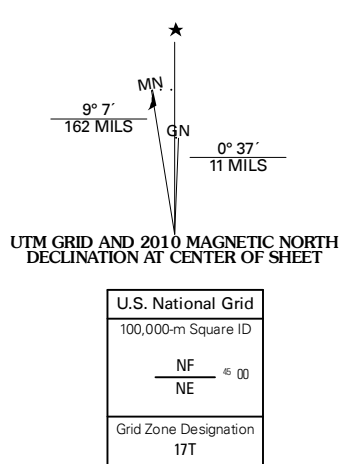 ★
MN
9° 7´
162 MILS
GN
0° 37´
11 MILS
UTM GRID AND 2010 MAGNETIC NORTH
DECLINATION AT CENTER OF SHEET
U.S. National Grid
100,000-m Square ID
NF
45 00
NE
Grid Zone Designation
17T